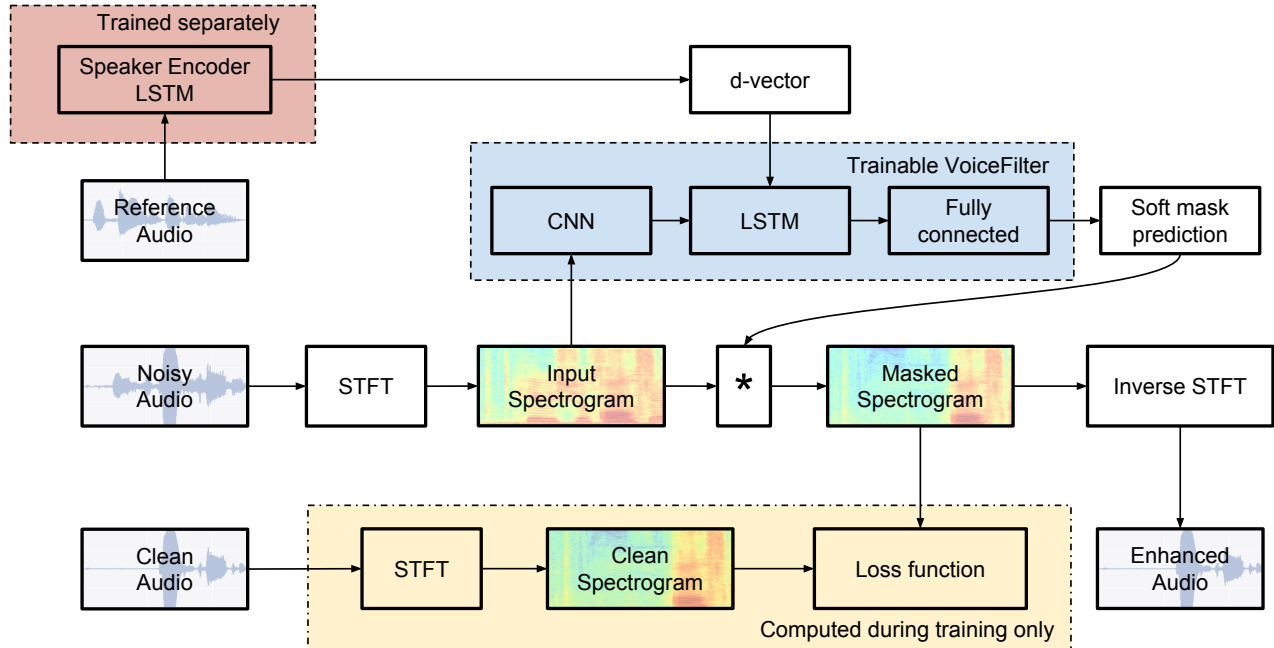 Trained separately
Speaker Encoder
LSTM
d-vector
Trainable VoiceFilter
Reference
Audio
CNN
LSTM
Fully
connected
Soft mask
prediction
Noisy
Audio
STFT
Input
Spectrogram
*
Masked
Spectrogram
Inverse STFT
Clean
Audio
STFT
Clean
Spectrogram
Loss function
Enhanced
Audio
Computed during training only